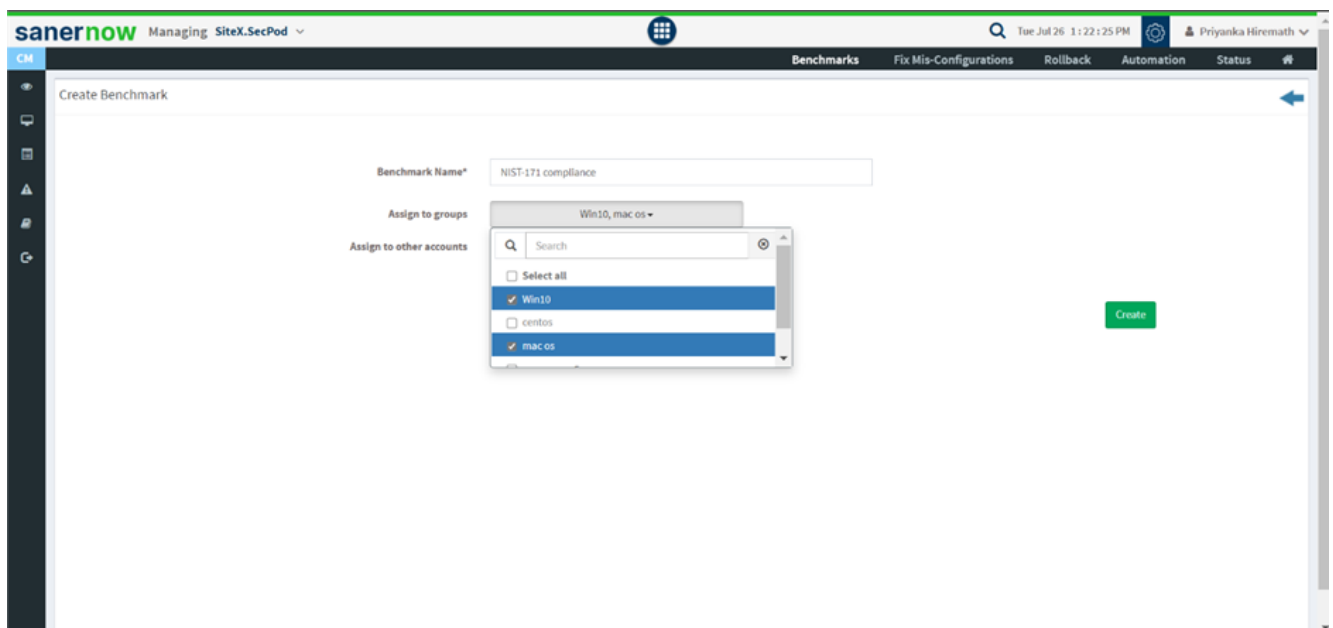 sanernow Managing SiteX.SecPod Tue Jul 26 1:22:25 PM Priyanka Hiremath
CM Benchmarks Fix Mis-Configurations Rollback Automation Status
Create Benchmark
Benchmark Name* NIST-171 compliance
Assign to groups Win10, mac os
Assign to other accounts Search
Select all
Win10
centos
Create
mac os